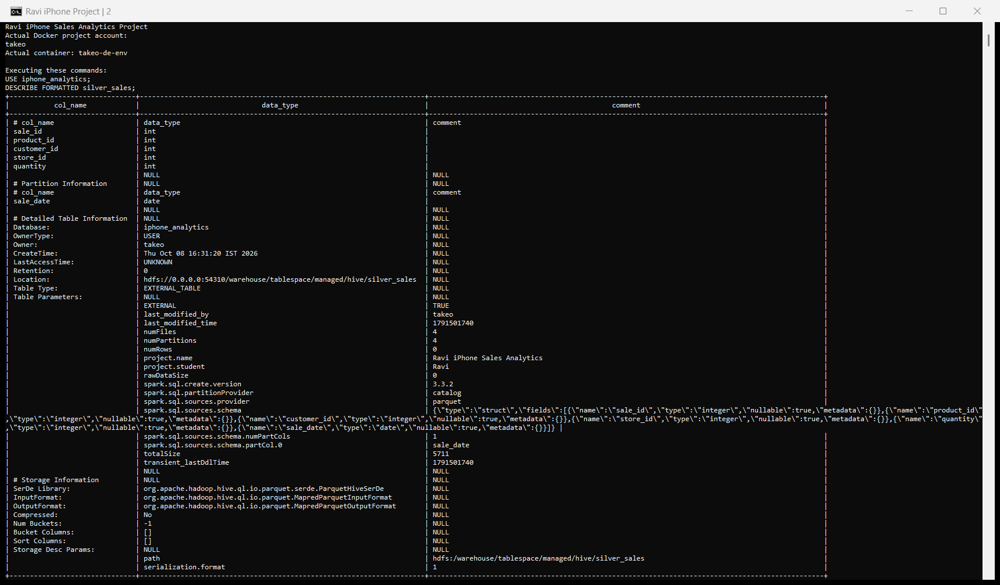 Ravi iPhone Project | 2
Ravi iPhone Sales Analytics Project
Actual Docker project account:
takeo
Actual container: takeo-de-env
Executing these commands:
USE iphone_analytics;
DESCRIBE FORMATTED silver_sales;
+-------------------------------+----------------------------------------------------------------------+--------------------------------------------------------------------------------------------------+
| col_name | data_type | comment |
+-------------------------------+----------------------------------------------------------------------+--------------------------------------------------------------------------------------------------+
| # col_name | data_type | comment |
| sale_id | int | |
| product_id | int | |
| customer_id | int | |
| store_id | int | |
| quantity | int | |
| | NULL | NULL |
| # Partition Information | NULL | NULL |
| # col_name | data_type | comment |
| sale_date | date | |
| | NULL | NULL |
| # Detailed Table Information | NULL | NULL |
| Database: | iphone_analytics | NULL |
| OwnerType: | USER | NULL |
| Owner: | takeo | NULL |
| CreateTime: | Thu Oct 08 16:31:20 IST 2026 | NULL |
| LastAccessTime: | UNKNOWN | NULL |
| Retention: | 0 | NULL |
| Location: | hdfs://0.0.0.0:54310/warehouse/tablespace/managed/hive/silver_sales | NULL |
| Table Type: | EXTERNAL_TABLE | NULL |
| Table Parameters: | NULL | NULL |
| | EXTERNAL | TRUE |
| | last_modified_by | takeo |
| | last_modified_time | 1791501740 |
| | numFiles | 4 |
| | numPartitions | 4 |
| | numRows | 0 |
| | project.name | Ravi iPhone Sales Analytics |
| | project.student | Ravi |
| | rawDataSize | 0 |
| | spark.sql.create.version | 3.3.2 |
| | spark.sql.partitionProvider | catalog |
| | spark.sql.sources.provider | parquet |
| | spark.sql.sources.schema | {\"type\":\"struct\",\"fields\":[{\"name\":\"sale_id\",\"type\":\"integer\",\"nullable\":true,\"metadata\":{}},{\"name\":\"product_id\"
,\"type\":\"integer\",\"nullable\":true,\"metadata\":{}},{\"name\":\"customer_id\",\"type\":\"integer\",\"nullable\":true,\"metadata\":{}},{\"name\":\"store_id\",\"type\":\"integer\",\"nullable\":true,\"metadata\":{}},{\"name\":\"quantity\"
,\"type\":\"integer\",\"nullable\":true,\"metadata\":{}},{\"name\":\"sale_date\",\"type\":\"date\",\"nullable\":true,\"metadata\":{}}]} |
| | spark.sql.sources.schema.numPartCols | 1 |
| | spark.sql.sources.schema.partCol.0 | sale_date |
| | totalSize | 5711 |
| | transient_lastDdlTime | 1791501740 |
| | NULL | NULL |
| # Storage Information | NULL | NULL |
| SerDe Library: | org.apache.hadoop.hive.ql.io.parquet.serde.ParquetHiveSerDe | NULL |
| InputFormat: | org.apache.hadoop.hive.ql.io.parquet.MapredParquetInputFormat | NULL |
| OutputFormat: | org.apache.hadoop.hive.ql.io.parquet.MapredParquetOutputFormat | NULL |
| Compressed: | No | NULL |
| Num Buckets: | -1 | NULL |
| Bucket Columns: | [] | NULL |
| Sort Columns: | [] | NULL |
| Storage Desc Params: | NULL | NULL |
| | path | hdfs:/warehouse/tablespace/managed/hive/silver_sales |
| | serialization.format | 1 |
+-------------------------------+----------------------------------------------------------------------+--------------------------------------------------------------------------------------------------+